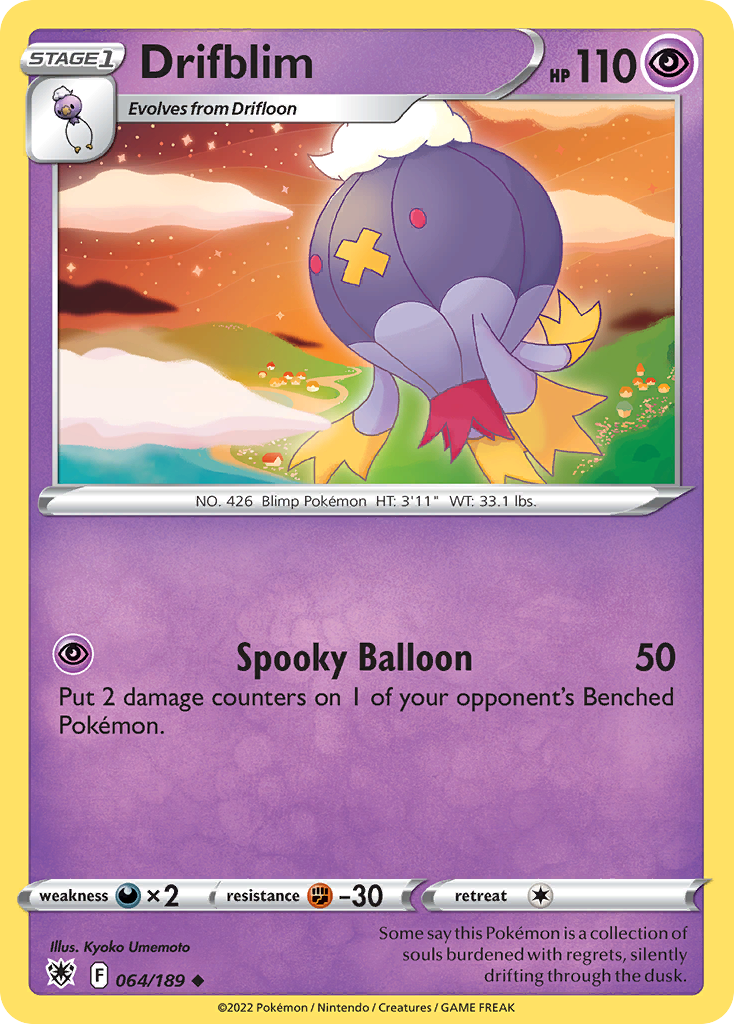 STAGE1
Drifblim
HP 110
Evolves from Drifloon
NO. 426 Blimp Pokémon HT: 3'11" WT: 33.1 lbs.
Spooky Balloon 50
Put 2 damage counters on 1 of your opponent's Benched
Pokémon.
weakness ×2 resistance -30 retreat
Illus. Kyoko Umemoto
F 064/189
Some say this Pokémon is a collection of
souls burdened with regrets, silently
drifting through the dusk.
©2022 Pokémon / Nintendo / Creatures / GAME FREAK